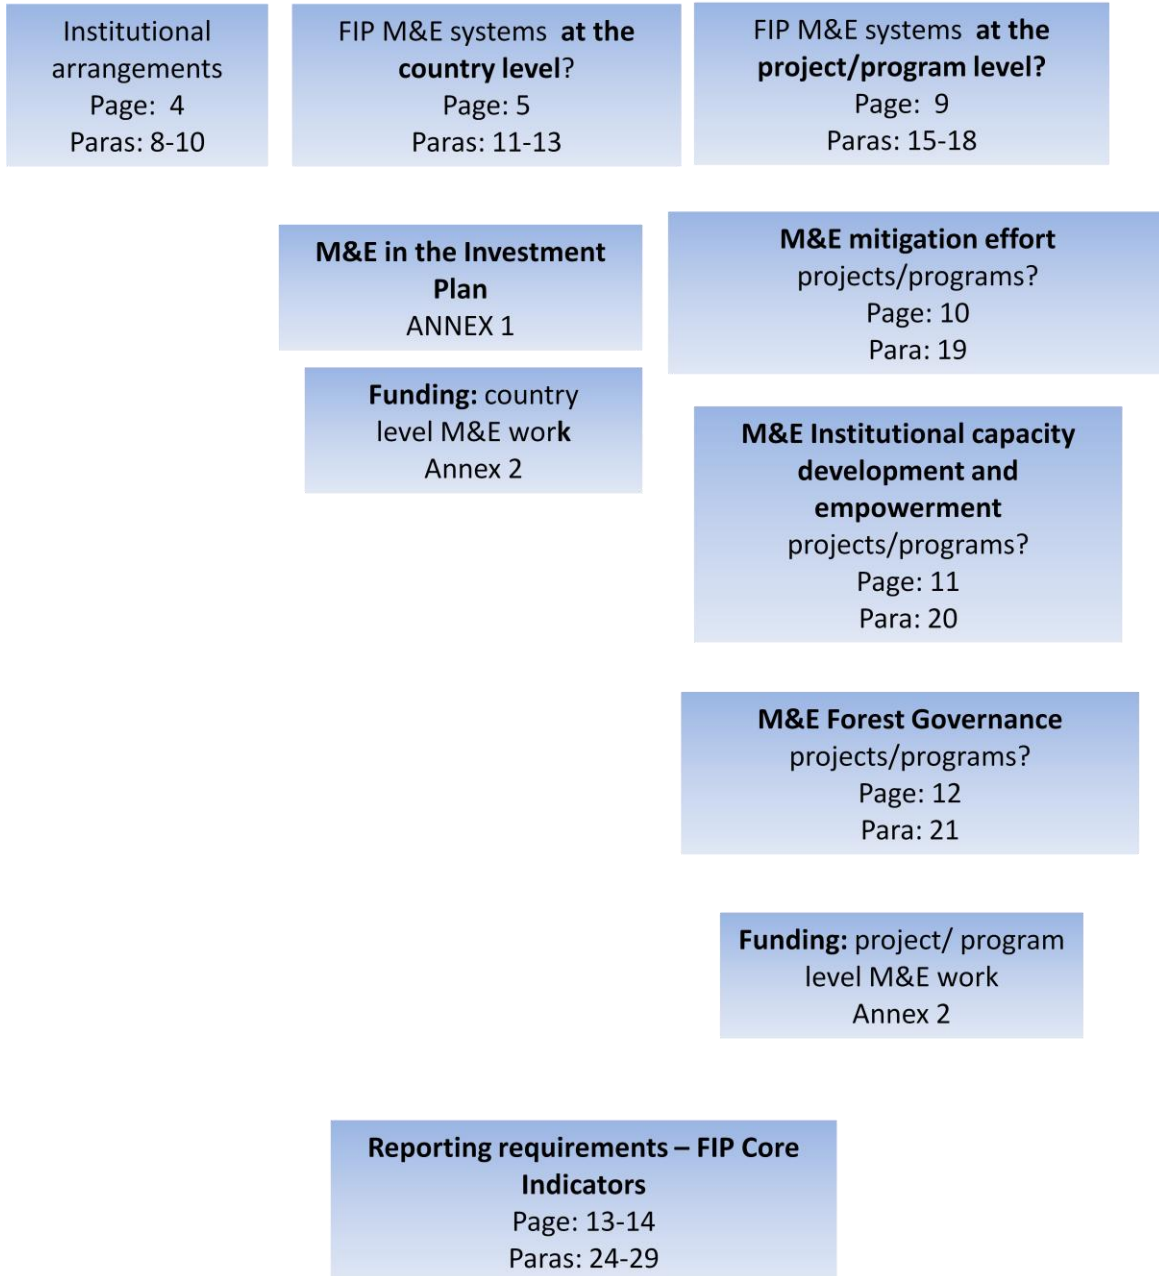 Institutional
arrangements
Page: 4
Paras: 8-10
FIP M&E systems at the
country level?
Page: 5
Paras: 11-13
FIP M&E systems at the
project/program level?
Page: 9
Paras: 15-18
M&E in the Investment
Plan
ANNEX 1
Funding: country
level M&E work
Annex 2
M&E mitigation effort
projects/programs?
Page: 10
Para: 19
M&E Institutional capacity
development and
empowerment
projects/programs?
Page: 11
Para: 20
M&E Forest Governance
projects/programs?
Page: 12
Para: 21
Funding: project/ program
level M&E work
Annex 2
Reporting requirements – FIP Core
Indicators
Page: 13-14
Paras: 24-29